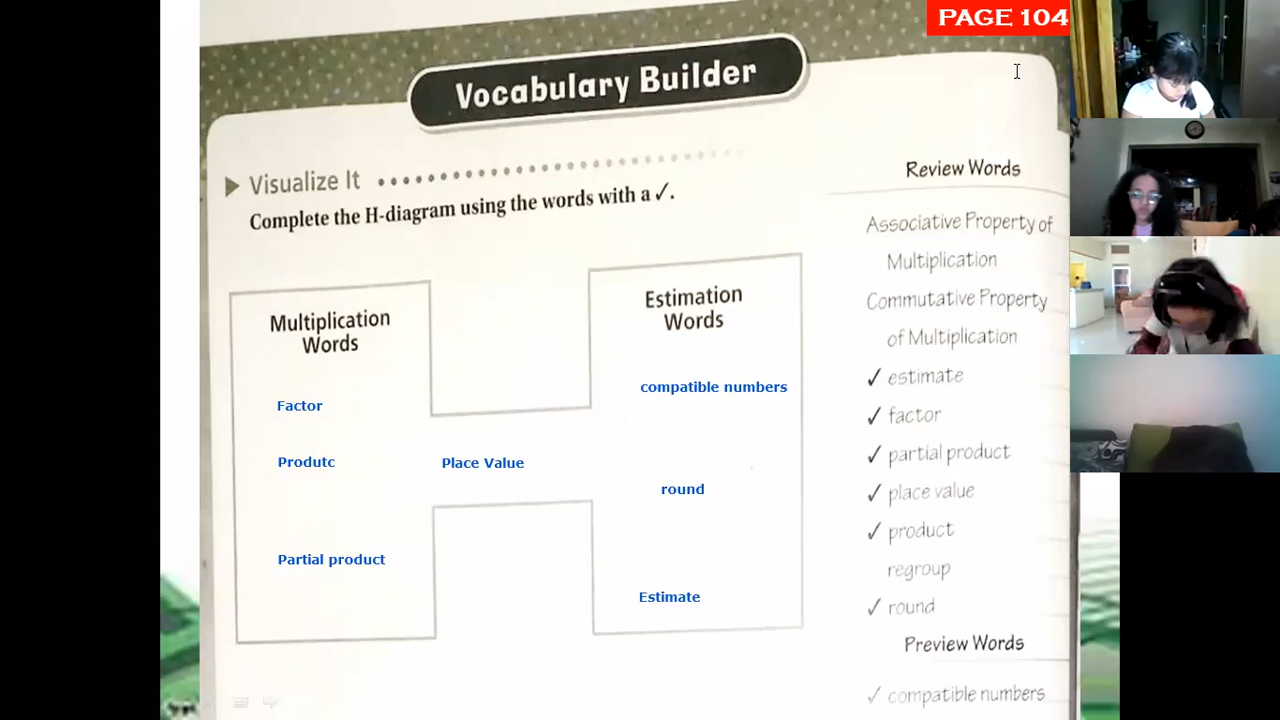 PAGE 104
Vocabulary Builder
Visualize It
Complete the H-diagram using the words with a ✓.
Multiplication
Words
Factor
Produtc
Partial product
Place Value
Estimation
Words
compatible numbers
round
Estimate
Review Words
Associative Property of
Multiplication
Commutative Property
of Multiplication
✓ estimate
✓ factor
✓ partial product
✓ place value
✓ product
regroup
✓ round
Preview Words
✓ compatible numbers